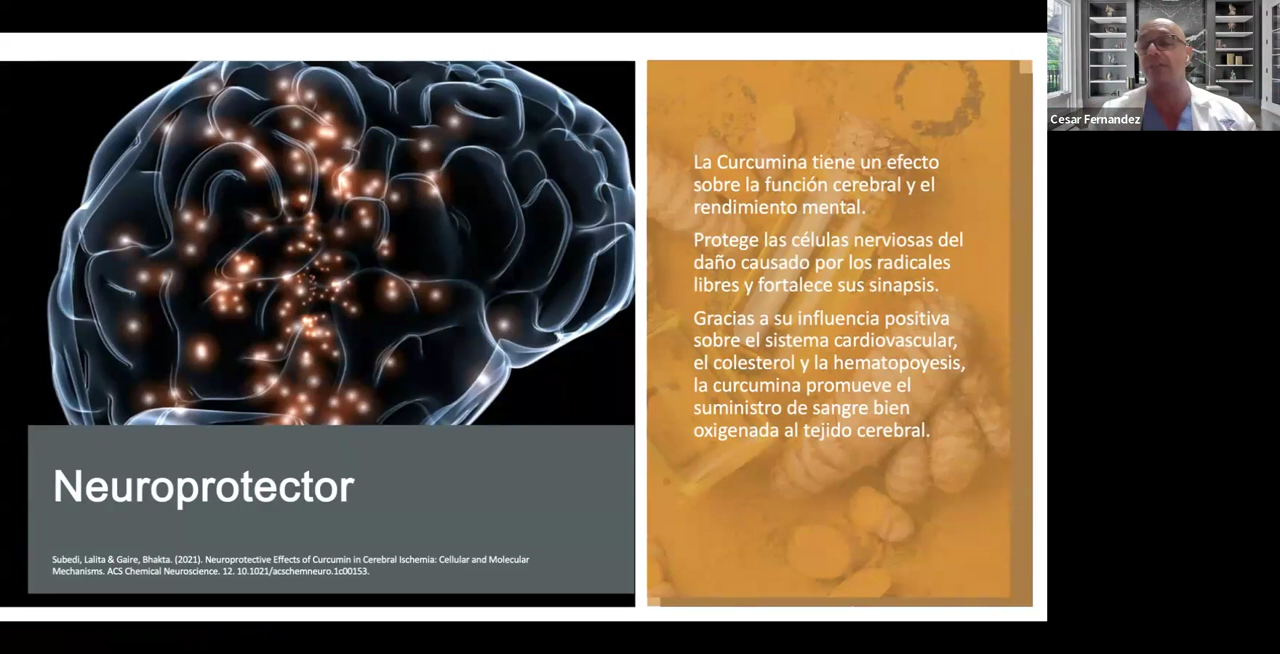 La Curcumina tiene un efecto
sobre la función cerebral y el
rendimiento mental.
Protege las células nerviosas del
daño causado por los radicales
libres y fortalece sus sinapsis.
Gracias a su influencia positiva
sobre el sistema cardiovascular,
el colesterol y la hematopoyesis,
la curcumina promueve el
suministro de sangre bien
oxigenada al tejido cerebral.
Neuroprotector
Subedi, Lalita & Gaire, Bhakta. (2021). Neuroprotective Effects of Curcumin in Cerebral Ischemia: Cellular and Molecular
Mechanisms. ACS Chemical Neuroscience. 12. 10.1021/acschemneuro.1c00153.
Cesar Fernandez